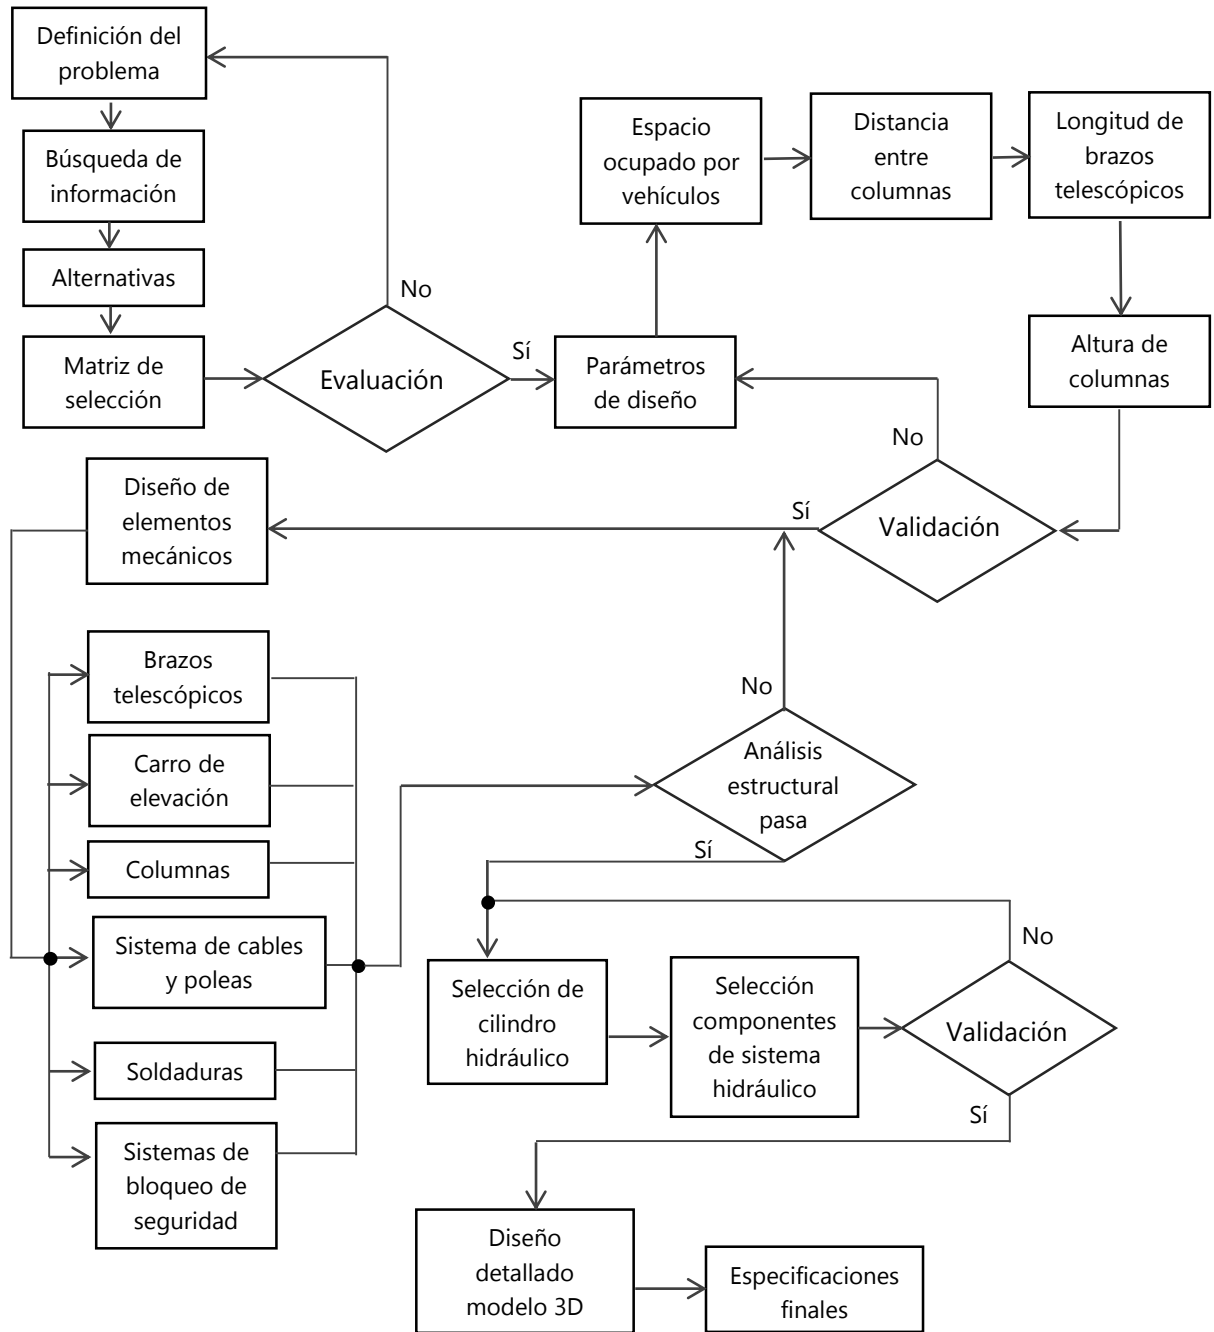 Definición del
problema
Búsqueda de
información
Alternativas
Matriz de
selección
No
Evaluación
Sí
Parámetros
de diseño
Espacio
ocupado por
vehículos
Distancia
entre
columnas
Longitud de
brazos
telescópicos
Altura de
columnas
No
Validación
Sí
Diseño de
elementos
mecánicos
Brazos
telescópicos
Carro de
elevación
Columnas
Sistema de cables
y poleas
Soldaduras
Sistemas de
bloqueo de
seguridad
No
Análisis
estructural
pasa
Sí
Selección de
cilindro
hidráulico
Selección
componentes
de sistema
hidráulico
No
Validación
Sí
Diseño
detallado
modelo 3D
Especificaciones
finales